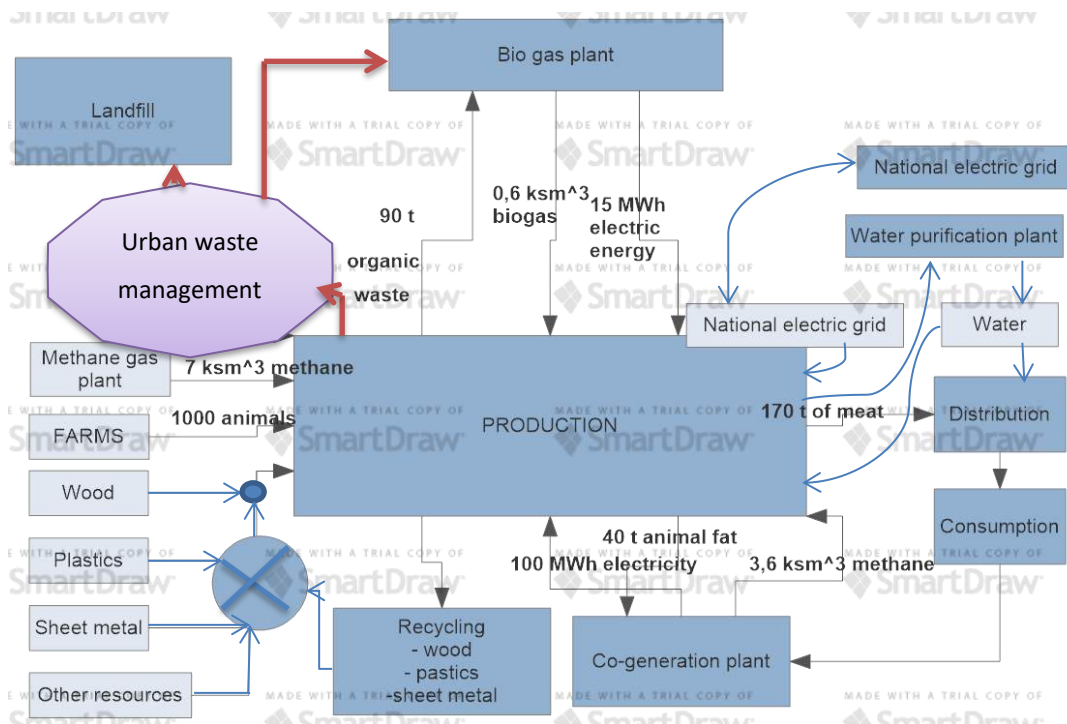 Bio gas plant
Landfill
National electric grid
Water purification plant
Urban waste
management
90 t
organic
waste
0,6 ksm^3
biogas
15 MWh
electric
energy
National electric grid
Water
Methane gas
plant
7 ksm^3 methane
FARMS
1000 animals
PRODUCTION
170 t of meat
Distribution
Wood
Consumption
Plastics
40 t animal fat
100 MWh electricity
3,6 ksm^3 methane
Sheet metal
Recycling
- wood
- pastics
-sheet metal
Co-generation plant
Other resources
MADE WITH A TRIAL COPY OF
SmartDraw